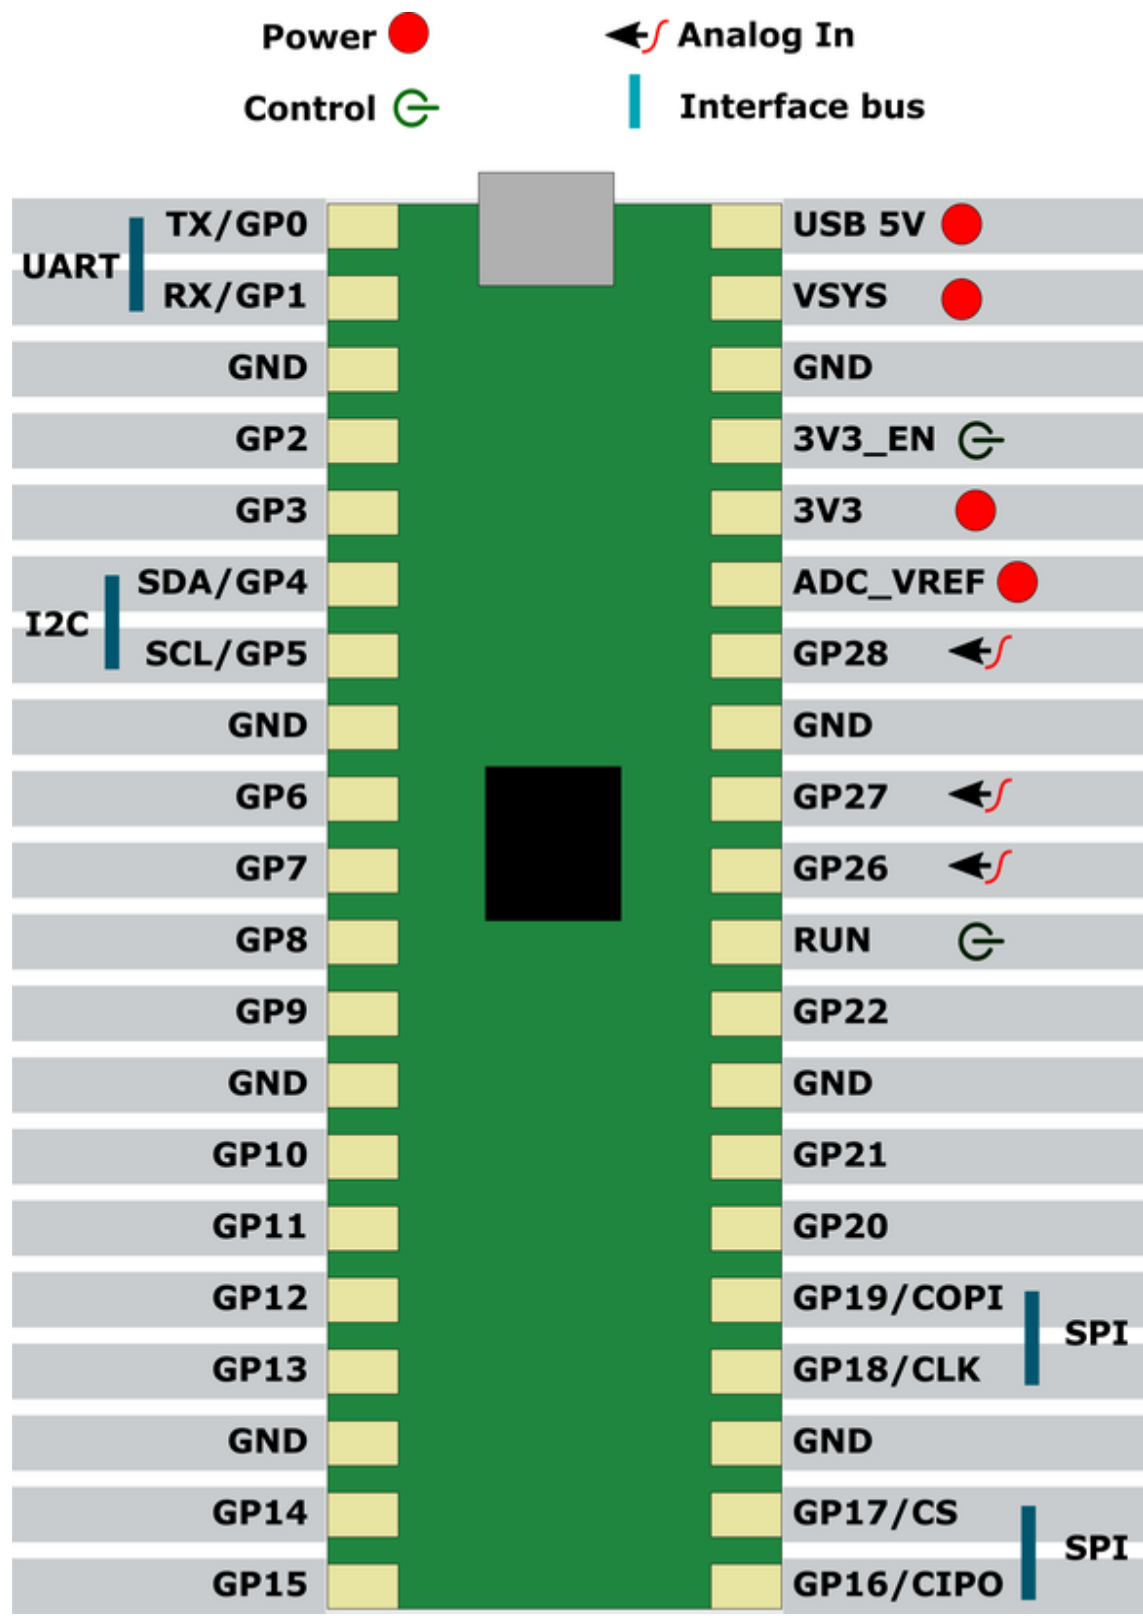 Power Analog In
Control Interface bus
TX/GP0 USB 5V
UART
RX/GP1 VSYS
GND GND
GP2 3V3_EN
GP3 3V3
SDA/GP4 ADC_VREF
I2C
SCL/GP5 GP28
GND GND
GP6 GP27
GP7 GP26
GP8 RUN
GP9 GP22
GND GND
GP10 GP21
GP11 GP20
GP12 GP19/COPI
SPI
GP13 GP18/CLK
GND GND
GP14 GP17/CS
SPI
GP15 GP16/CIPO